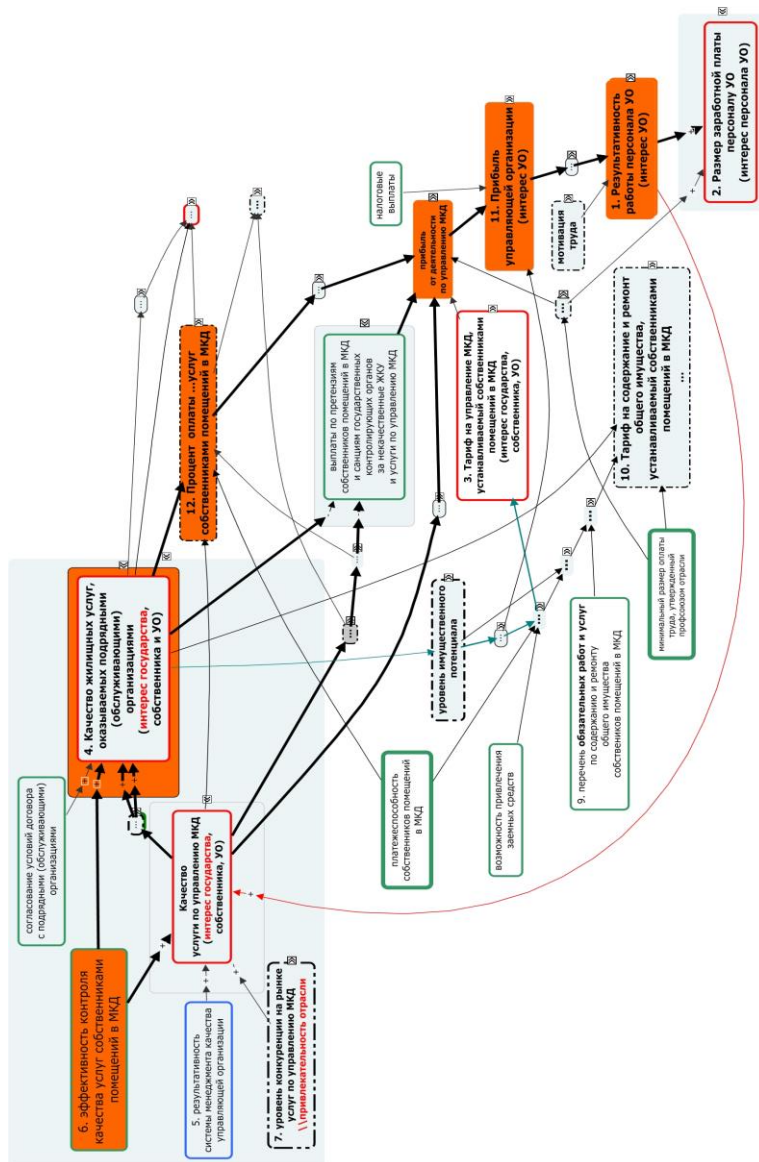 согласование условий договора
с подрядными (обслуживающими)
организациями
6. эффективность контроля
качества услуг собственниками
помещений в МКД
5. результативность
системы менеджмента качества
управляющей организации
7. уровень конкуренции на рынке
услуг по управлению МКД
\\привлекательность отрасли
4. Качество жилищных услуг,
оказываемых подрядными
(обслуживающими)
организациями
(интерес государства,
собственника и УО)
Качество
услуги по управлению МКД
(интерес государства,
собственника, УО)
12. Процент оплаты ...услуг
собственниками помещений в МКД
выплаты по претензиям
собственников помещений в МКД
и санкциям государственных
контролирующих органов
за некачественные ЖКУ
и услуги по управлению МКД
уровень имущественного
потенциала
платежеспособность
собственников помещений
в МКД
возможность привлечения
заемных средств
налоговые
выплаты
прибыль
от деятельности
по управлению МКД
3. Тариф на управление МКД,
устанавливаемый собственниками
помещений в МКД
(интерес государства,
собственника, УО)
9. перечень обязательных работ и услуг
по содержанию и ремонту
общего имущества
собственников помещений в МКД
11. Прибыль
управляющей организации
(интерес УО)
мотивация
труда
1. Результативность
работы персонала УО
(интерес УО)
10. Тариф на содержание и ремонт
общего имущества,
устанавливаемый собственниками
помещений в МКД
...
минимальный размер оплаты
труда, утвержденный
профсоюзом отрасли
2. Размер заработной платы
персоналу УО
(интерес персонала УО)